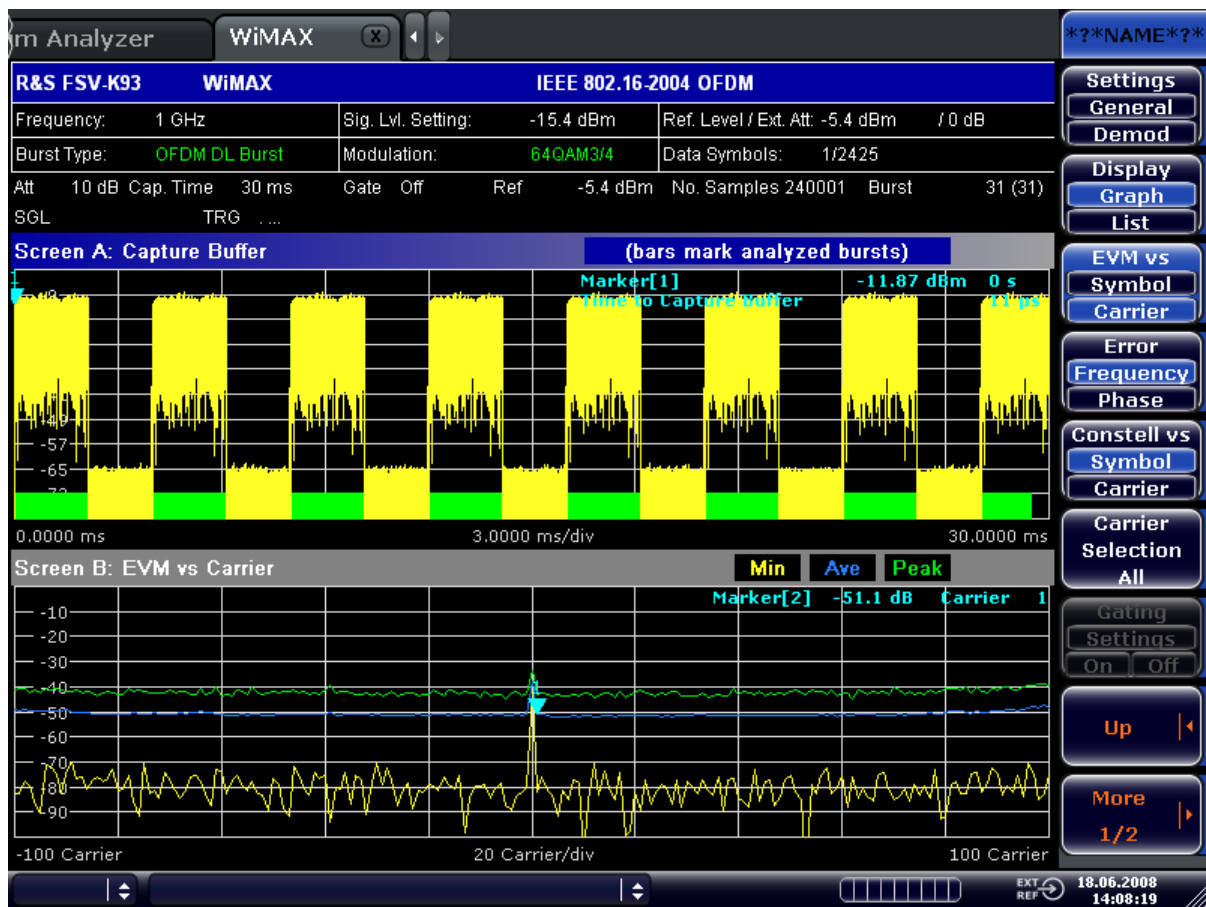 m Analyzer WiMAX X
*?*NAME*?*
R&S FSV-K93 WiMAX IEEE 802.16-2004 OFDM
Frequency: 1 GHz Sig. Lvl. Setting: -15.4 dBm Ref. Level / Ext. Att: -5.4 dBm / 0 dB
Burst Type: OFDM DL Burst Modulation: 64QAM3/4 Data Symbols: 1/2425
Att 10 dB Cap. Time 30 ms Gate Off Ref -5.4 dBm No. Samples 240001 Burst 31 (31)
SGL TRG . ...
Screen A: Capture Buffer (bars mark analyzed bursts)
1
Marker[1] -11.87 dBm 0 s
Time to Capture Buffer 11 µs
-49
-57
-65
-73
0.0000 ms 3.0000 ms/div 30.0000 ms
Screen B: EVM vs Carrier Min Ave Peak
Marker[2] -51.1 dB Carrier 1
-10
-20
-30
-40
-50
-60
-70
-80
-90
-100 Carrier 20 Carrier/div 100 Carrier
Settings
General
Demod
Display
Graph
List
EVM vs
Symbol
Carrier
Error
Frequency
Phase
Constell vs
Symbol
Carrier
Carrier
Selection
All
Gating
Settings
On Off
Up
More
1/2
EXT
REF
18.06.2008
14:08:19